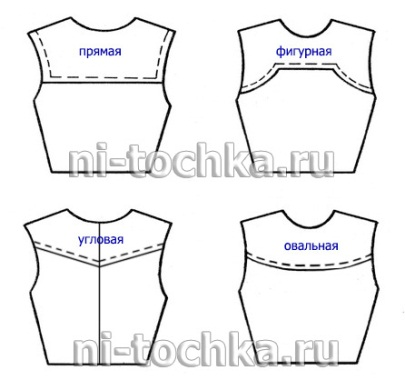 прямая
фигурная
ni-tochka.ru
угловая
овальная
ni-tochka.ru